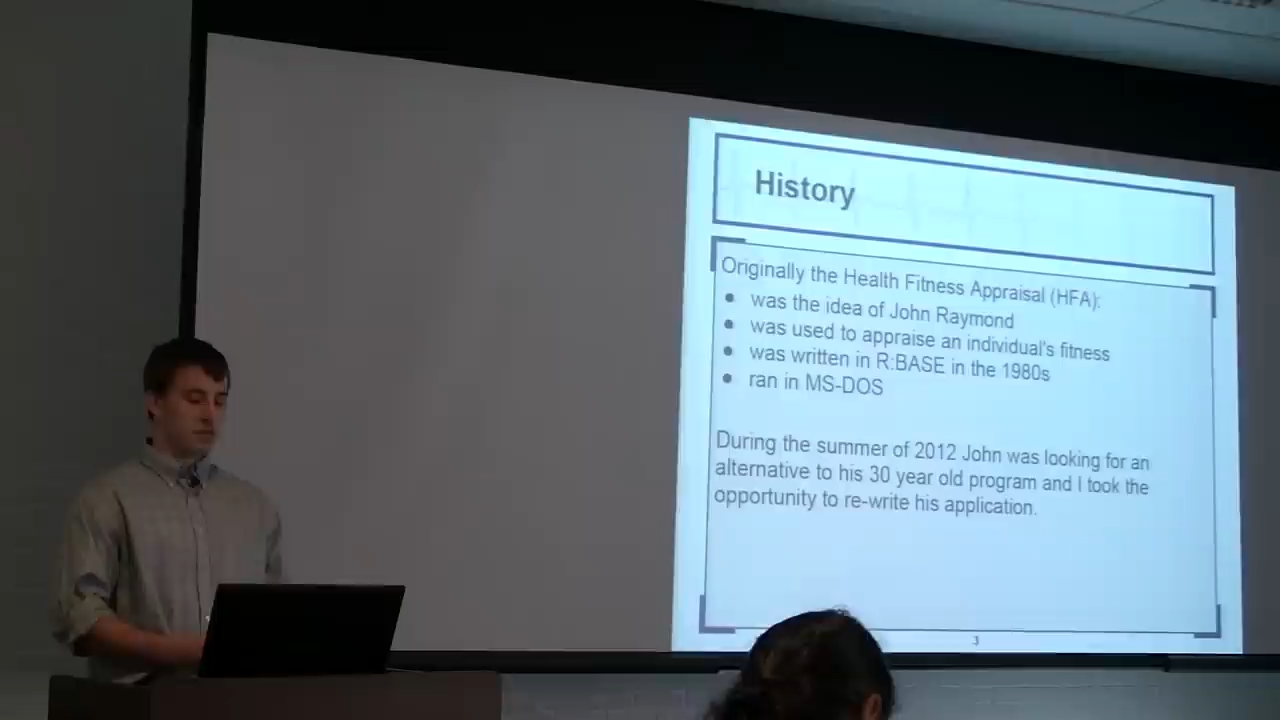 History
Originally the Health Fitness Appraisal (HFA):
● was the idea of John Raymond
● was used to appraise an individual's fitness
● was written in R:BASE in the 1980s
● ran in MS-DOS
During the summer of 2012 John was looking for an
alternative to his 30 year old program and I took the
opportunity to re-write his application.
3